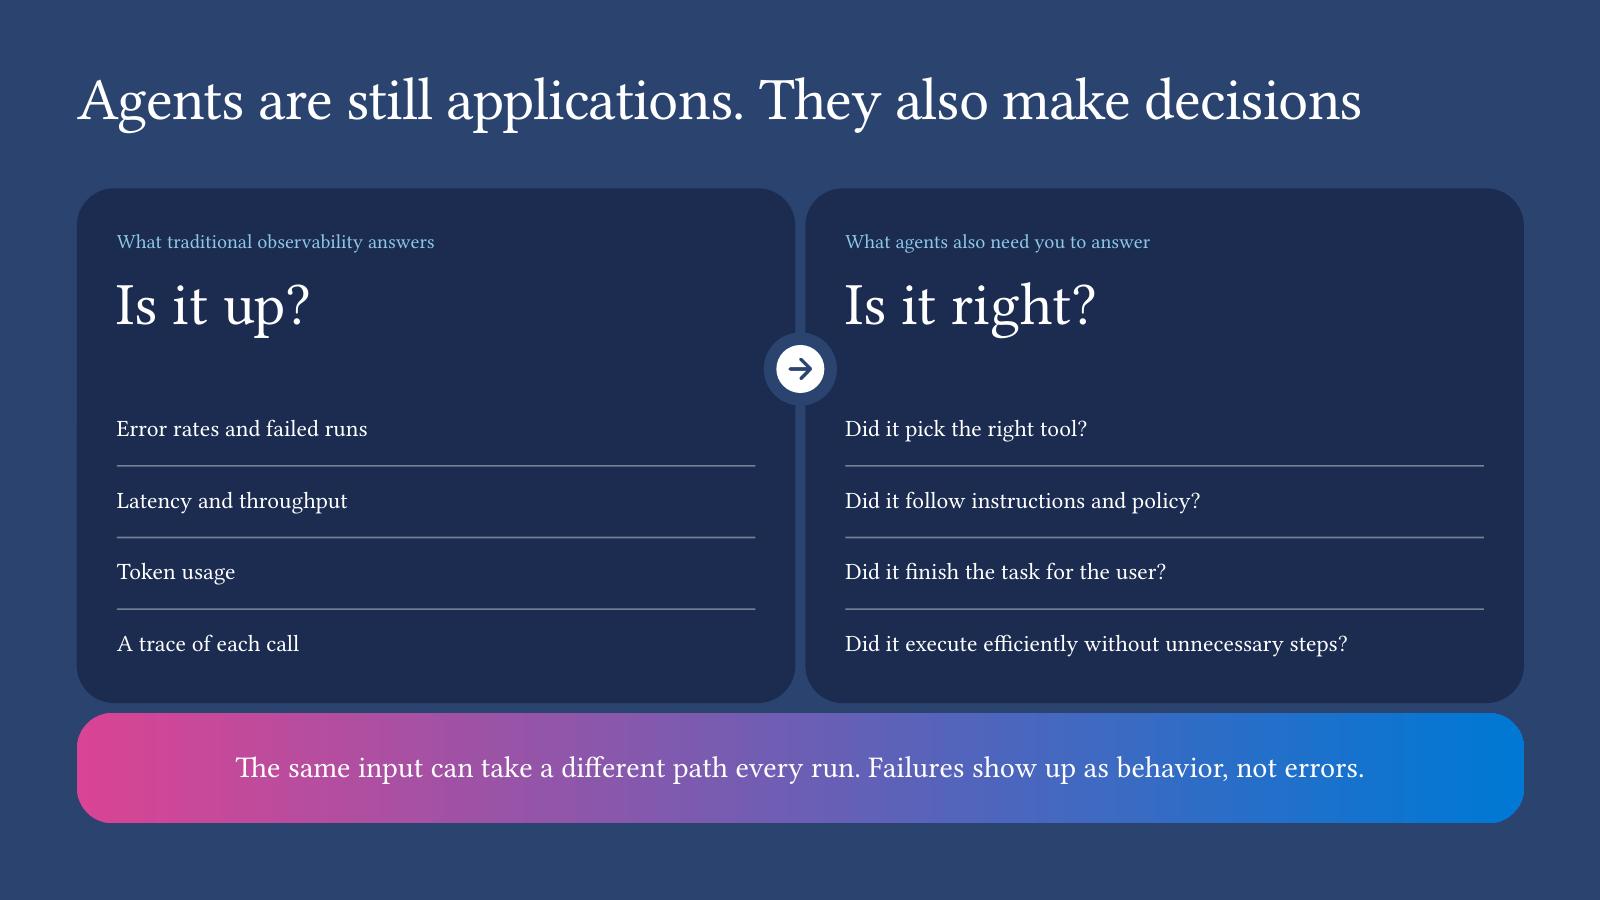 Agents are still applications. They also make decisions
What traditional observability answers
Is it up?
Error rates and failed runs
Latency and throughput
Token usage
A trace of each call
What agents also need you to answer
Is it right?
Did it pick the right tool?
Did it follow instructions and policy?
Did it finish the task for the user?
Did it execute efficiently without unnecessary steps?
The same input can take a different path every run. Failures show up as behavior, not errors.